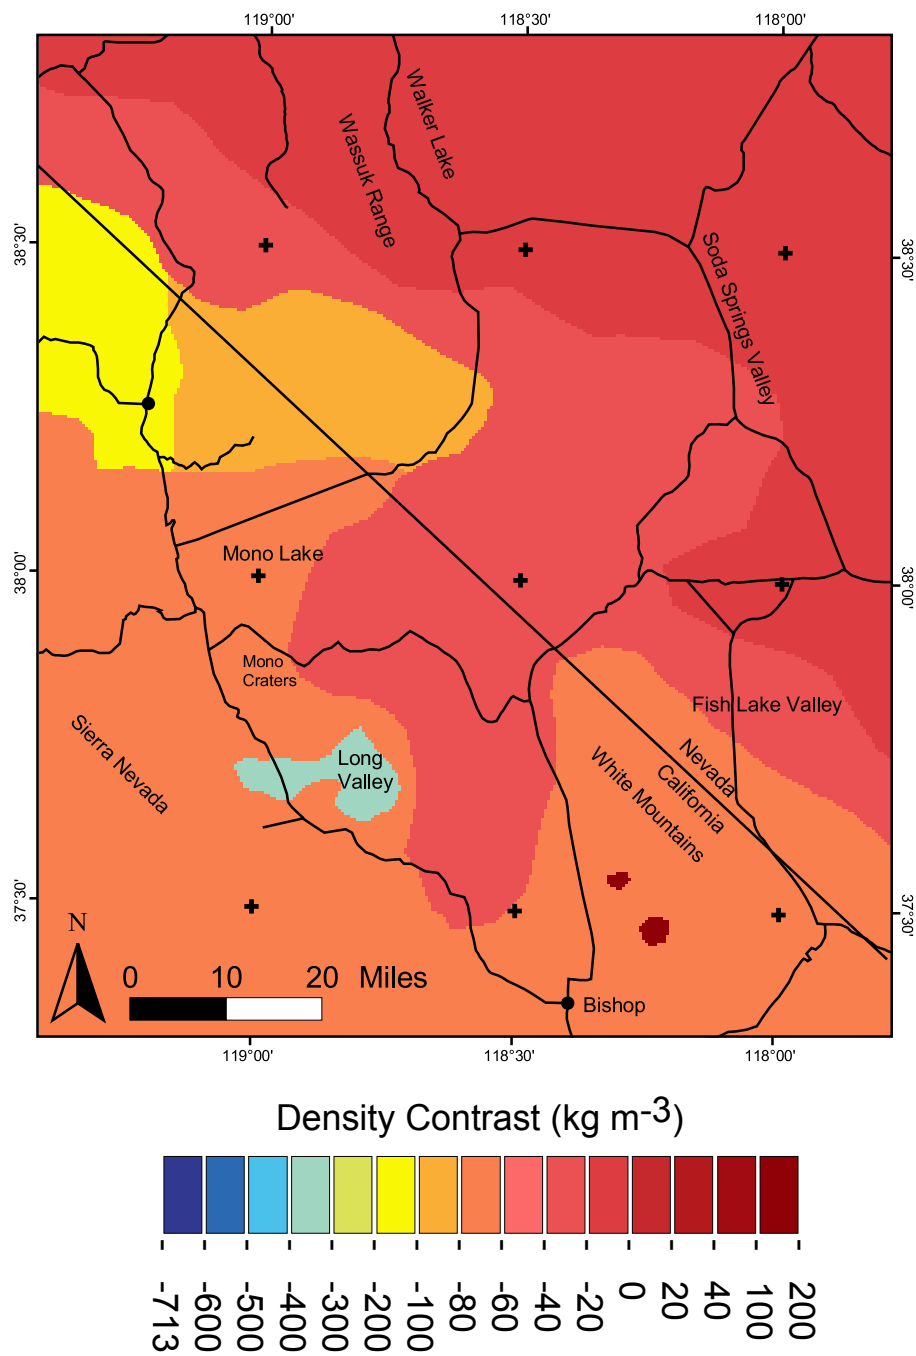 119°00'
118°30'
118°00'
Walker Lake
Wassuk Range
38°30'
38°30'
Soda Springs Valley
Mono Lake
38°00'
38°00'
Mono
Craters
Fish Lake Valley
Sierra Nevada
Long
Valley
Nevada
California
White Mountains
37°30'
37°30'
N
0 10 20 Miles
Bishop
119°00'
118°30'
118°00'
Density Contrast (kg m-3)
-713 -600 -500 -400 -300 -200 -100 -80 -60 -40 -20 0 20 40 100 200